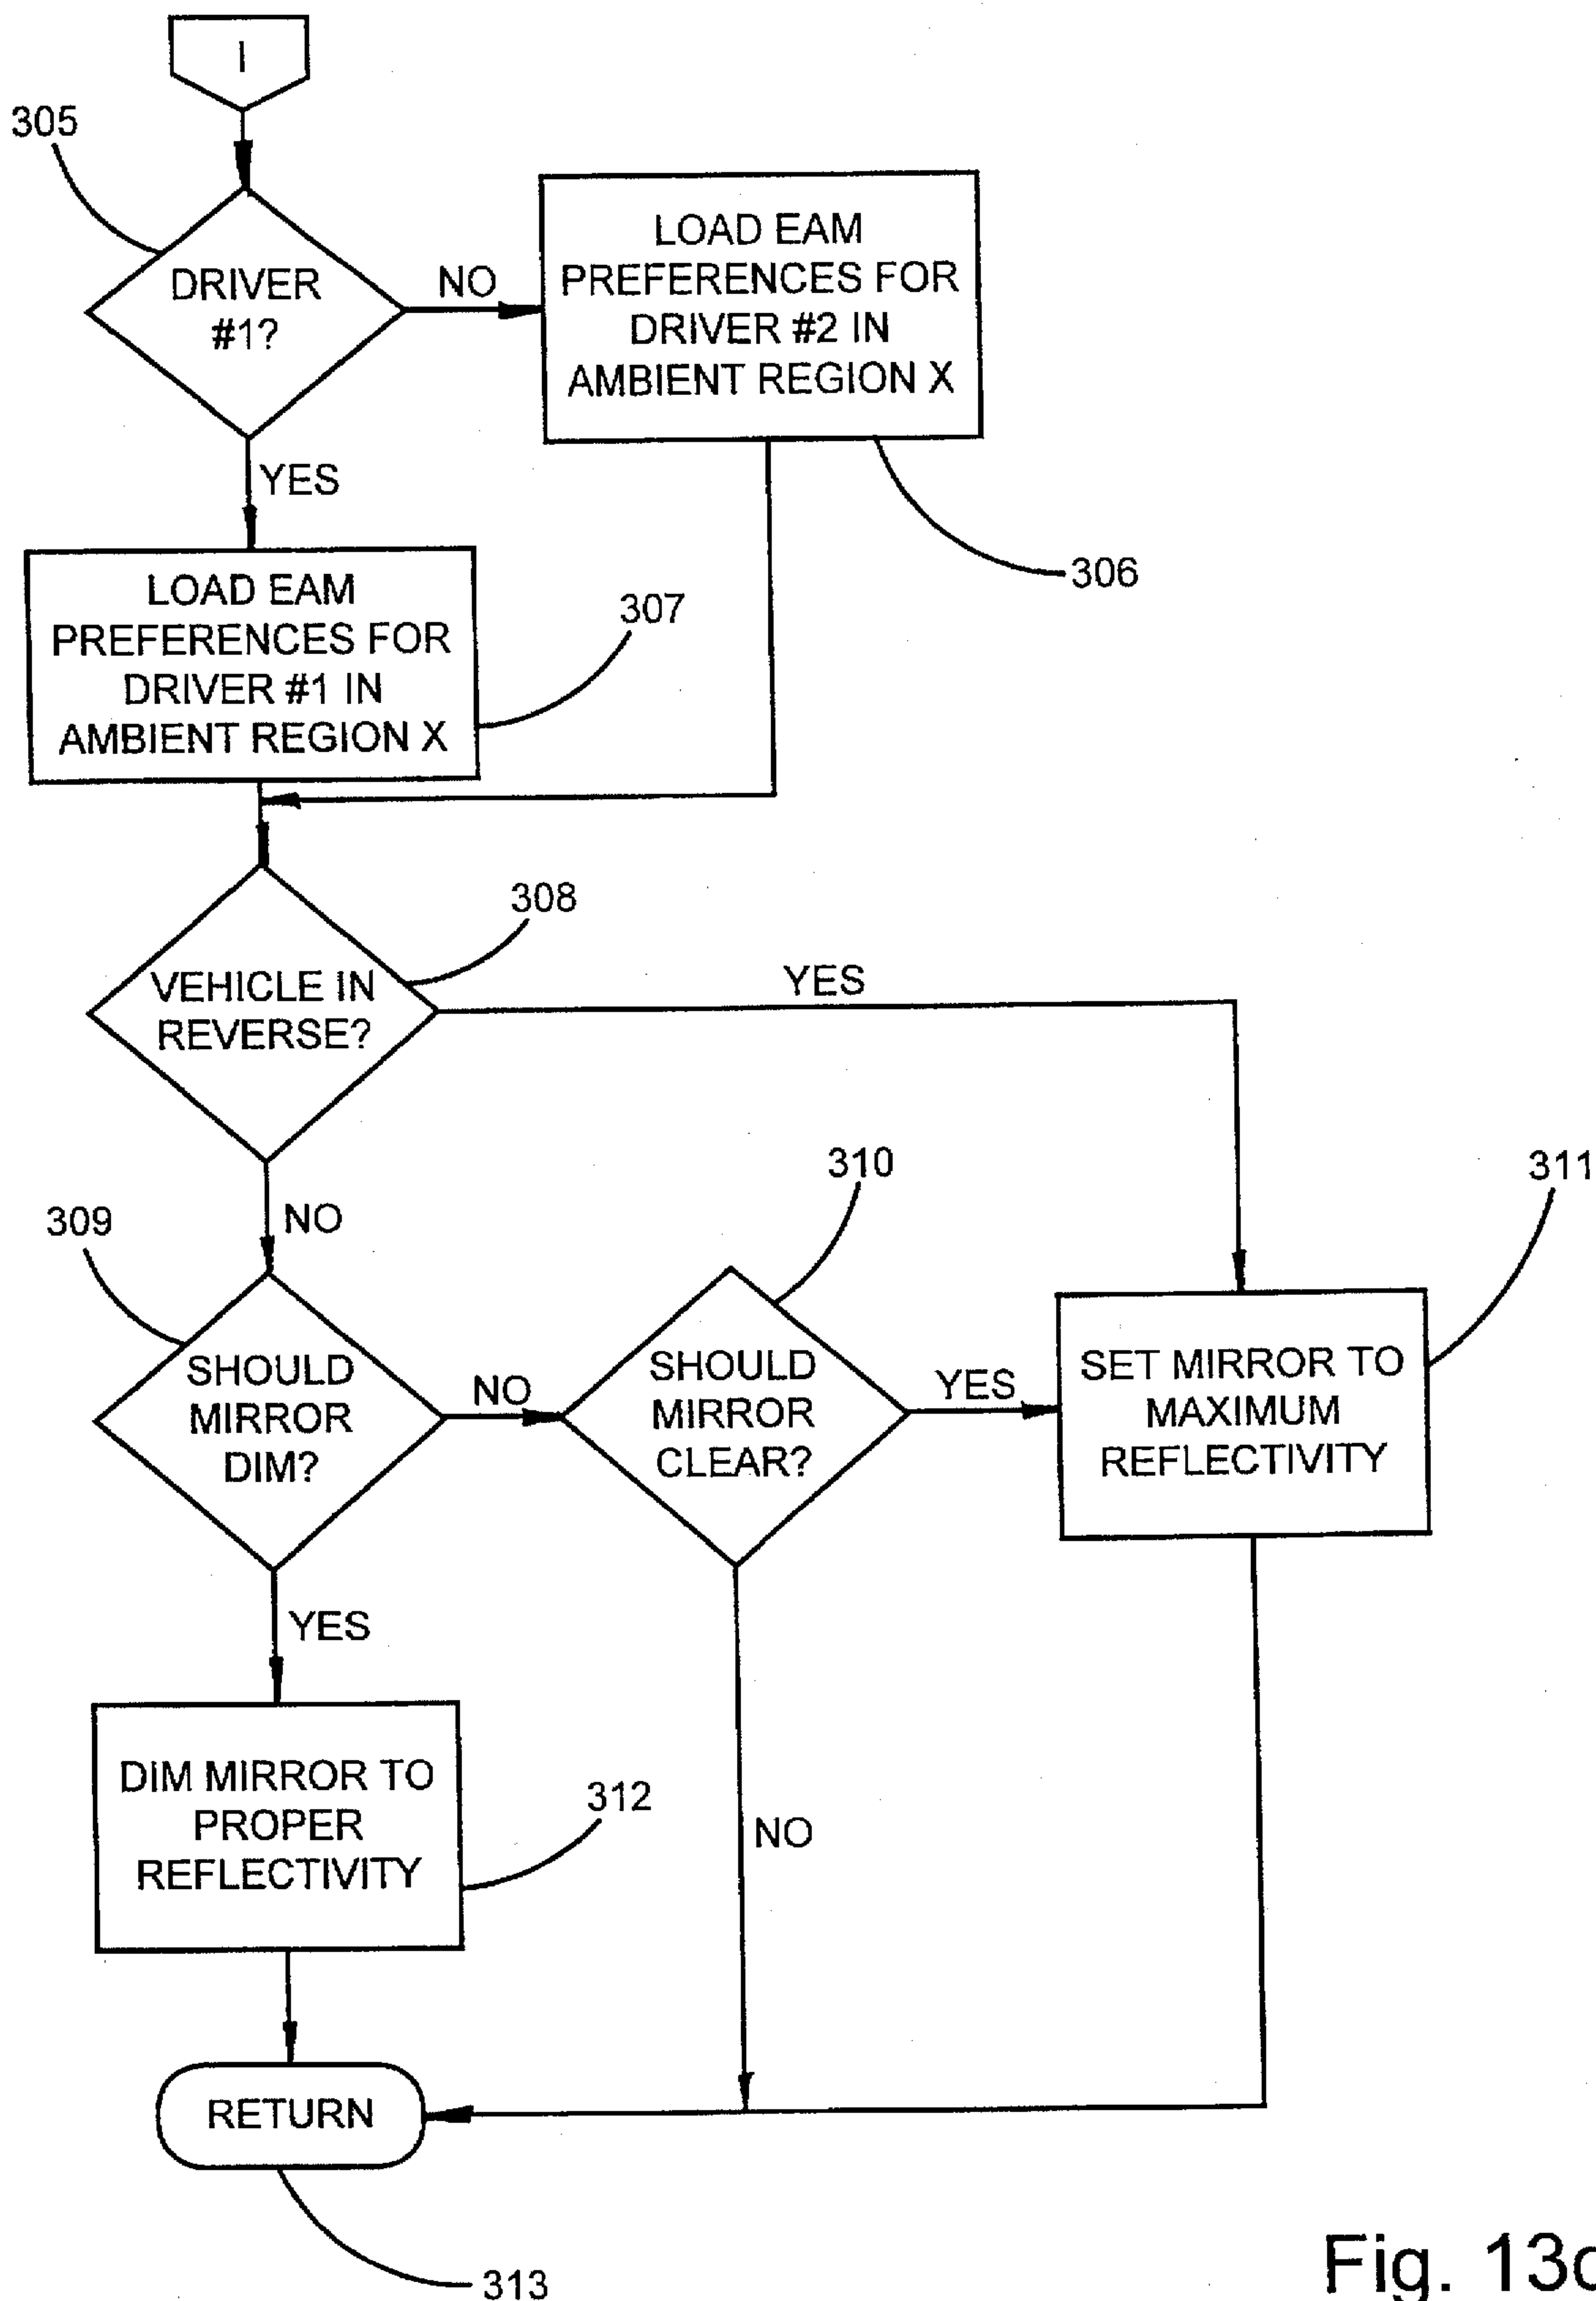 I
305
DRIVER
#1?
NO
LOAD EAM
PREFERENCES FOR
DRIVER #2 IN
AMBIENT REGION X
306
YES
LOAD EAM
PREFERENCES FOR
DRIVER #1 IN
AMBIENT REGION X
307
308
VEHICLE IN
REVERSE?
YES
NO
309
310
311
SHOULD
MIRROR
DIM?
NO
SHOULD
MIRROR
CLEAR?
YES
SET MIRROR TO
MAXIMUM
REFLECTIVITY
YES
DIM MIRROR TO
PROPER
REFLECTIVITY
312
NO
RETURN
313
Fig.